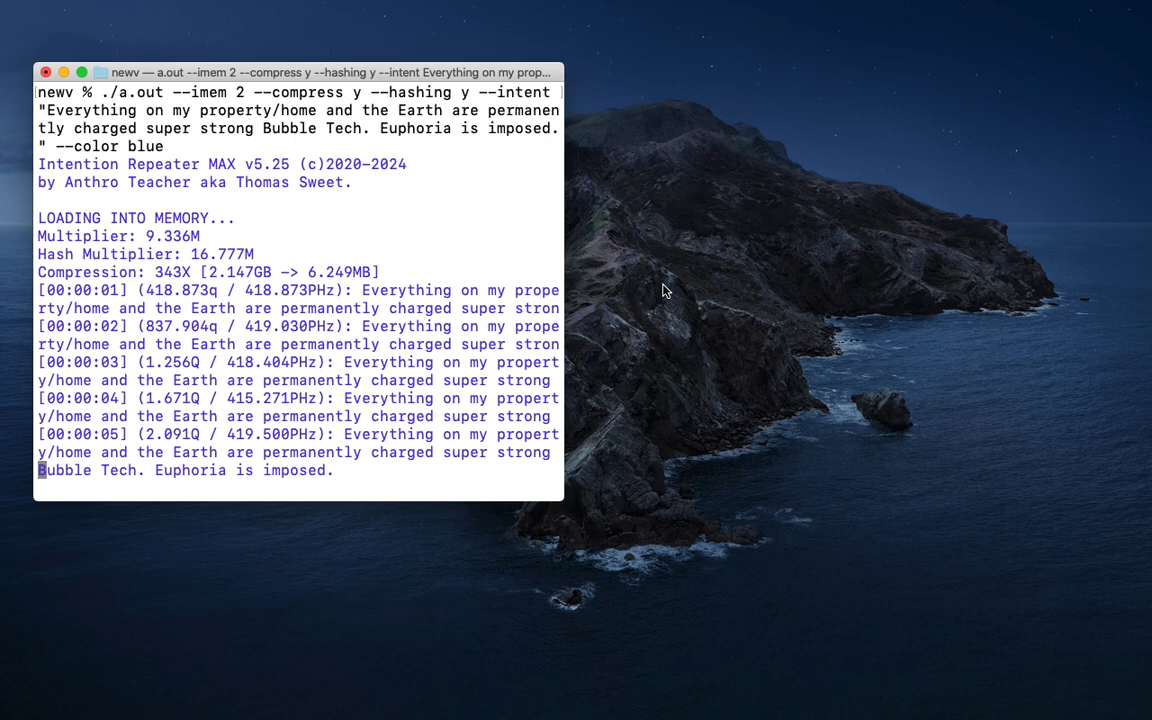 newv — a.out --imem 2 --compress y --hashing y --intent Everything on my prop...
[newv % ./a.out --imem 2 --compress y --hashing y --intent ]
"Everything on my property/home and the Earth are permanen
tly charged super strong Bubble Tech. Euphoria is imposed.
" --color blue
Intention Repeater MAX v5.25 (c)2020-2024
by Anthro Teacher aka Thomas Sweet.
LOADING INTO MEMORY...
Multiplier: 9.336M
Hash Multiplier: 16.777M
Compression: 343X [2.147GB -> 6.249MB]
[00:00:01] (418.873q / 418.873PHz): Everything on my prope
rty/home and the Earth are permanently charged super stron
[00:00:02] (837.904q / 419.030PHz): Everything on my prope
rty/home and the Earth are permanently charged super stron
[00:00:03] (1.256Q / 418.404PHz): Everything on my propert
y/home and the Earth are permanently charged super strong
[00:00:04] (1.671Q / 415.271PHz): Everything on my propert
y/home and the Earth are permanently charged super strong
[00:00:05] (2.091Q / 419.500PHz): Everything on my propert
y/home and the Earth are permanently charged super strong
Bubble Tech. Euphoria is imposed.